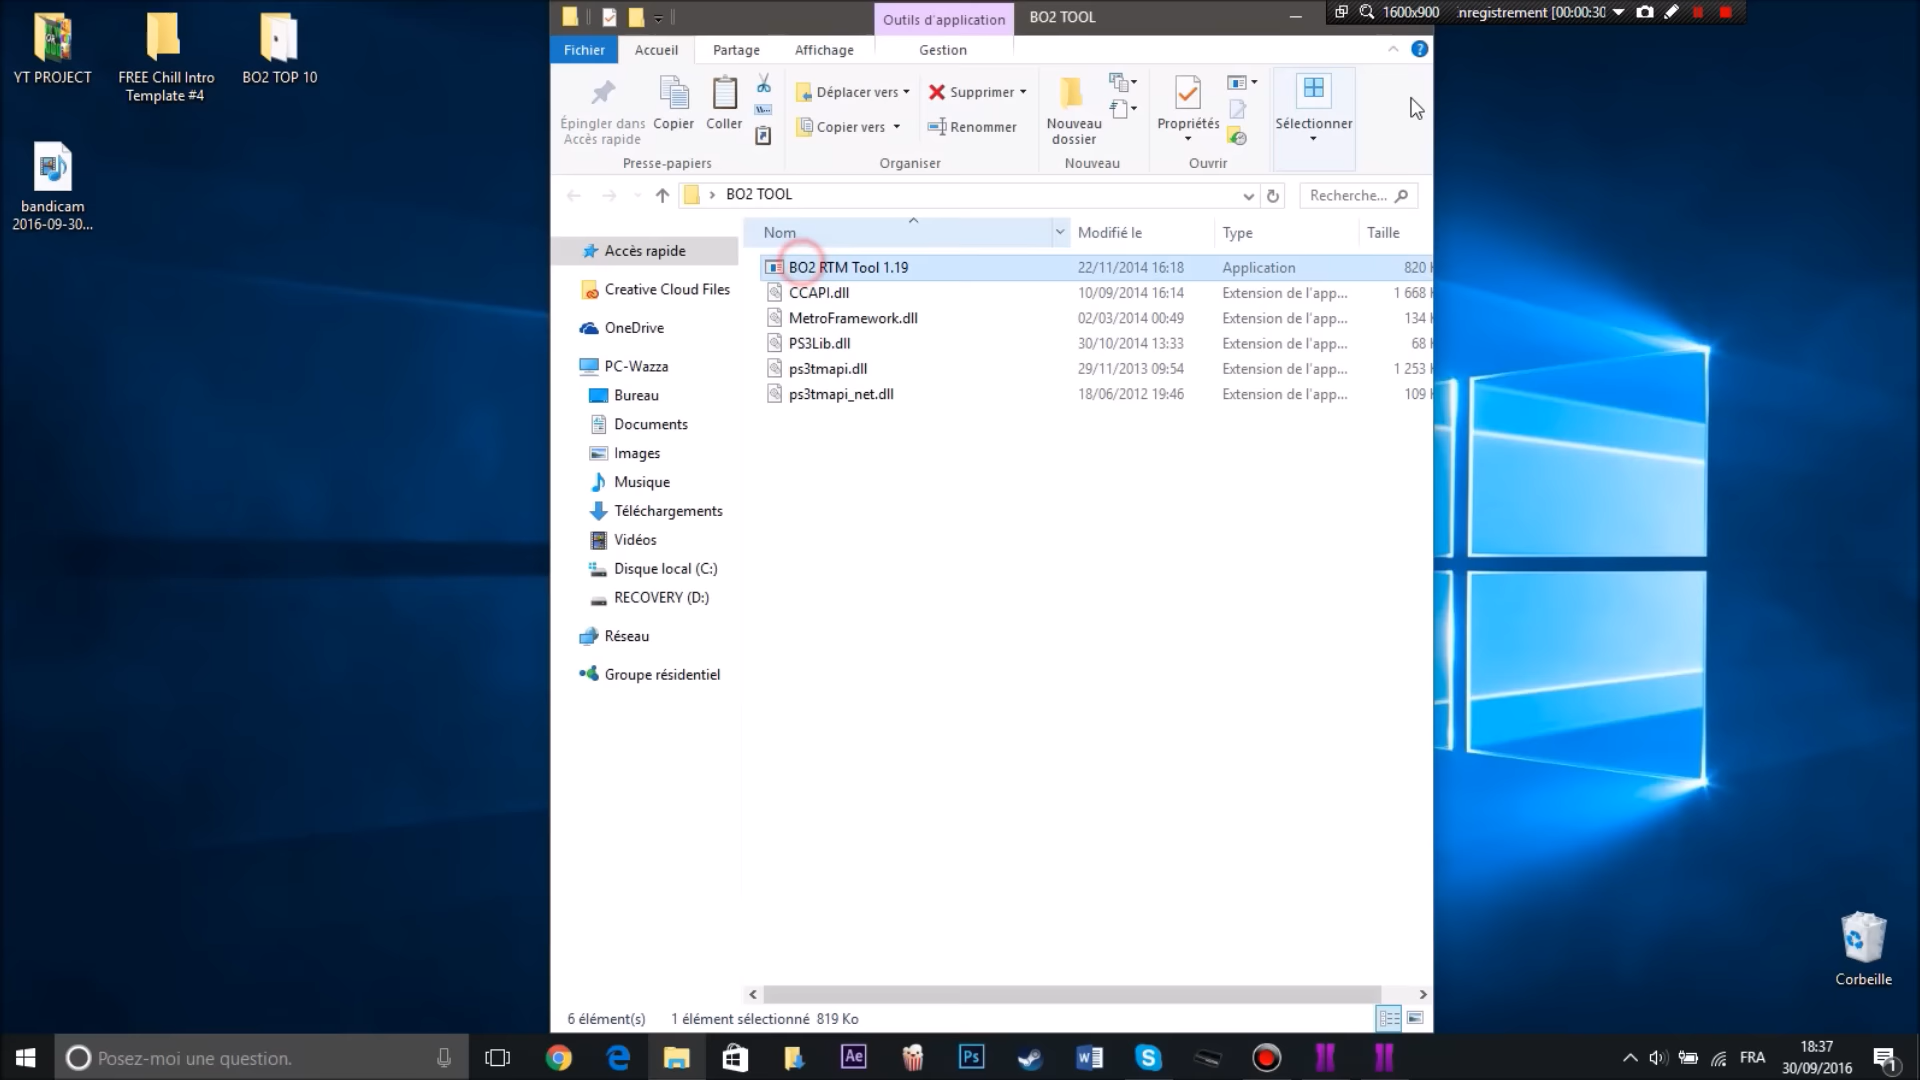 YT PROJECT
FREE Chill Intro
Template #4
BO2 TOP 10
bandicam
2016-09-30...
Outils d'application
BO2 TOOL
1600x900
nregistrement [00:00:30
Fichier
Accueil
Partage
Affichage
Gestion
Épingler dans
Accès rapide
Copier
Coller
Déplacer vers
Copier vers
Supprimer
Renommer
Nouveau
dossier
Propriétés
Sélectionner
Presse-papiers
Organiser
Nouveau
Ouvrir
BO2 TOOL
Recherche...
Nom
Modifié le
Type
Taille
BO2 RTM Tool 1.19 22/11/2014 16:18 Application 820
CCAPI.dll 10/09/2014 16:14 Extension de l'app... 1 668
MetroFramework.dll 02/03/2014 00:49 Extension de l'app... 134
PS3Lib.dll 30/10/2014 13:33 Extension de l'app... 68
ps3tmapi.dll 29/11/2013 09:54 Extension de l'app... 1 253
ps3tmapi_net.dll 18/06/2012 19:46 Extension de l'app... 109
Accès rapide
Creative Cloud Files
OneDrive
PC-Wazza
Bureau
Documents
Images
Musique
Téléchargements
Vidéos
Disque local (C:)
RECOVERY (D:)
Réseau
Groupe résidentiel
6 élément(s)
1 élément sélectionné 819 Ko
Corbeille
Posez-moi une question.
Ae
Ps
FRA
18:37
30/09/2016
1